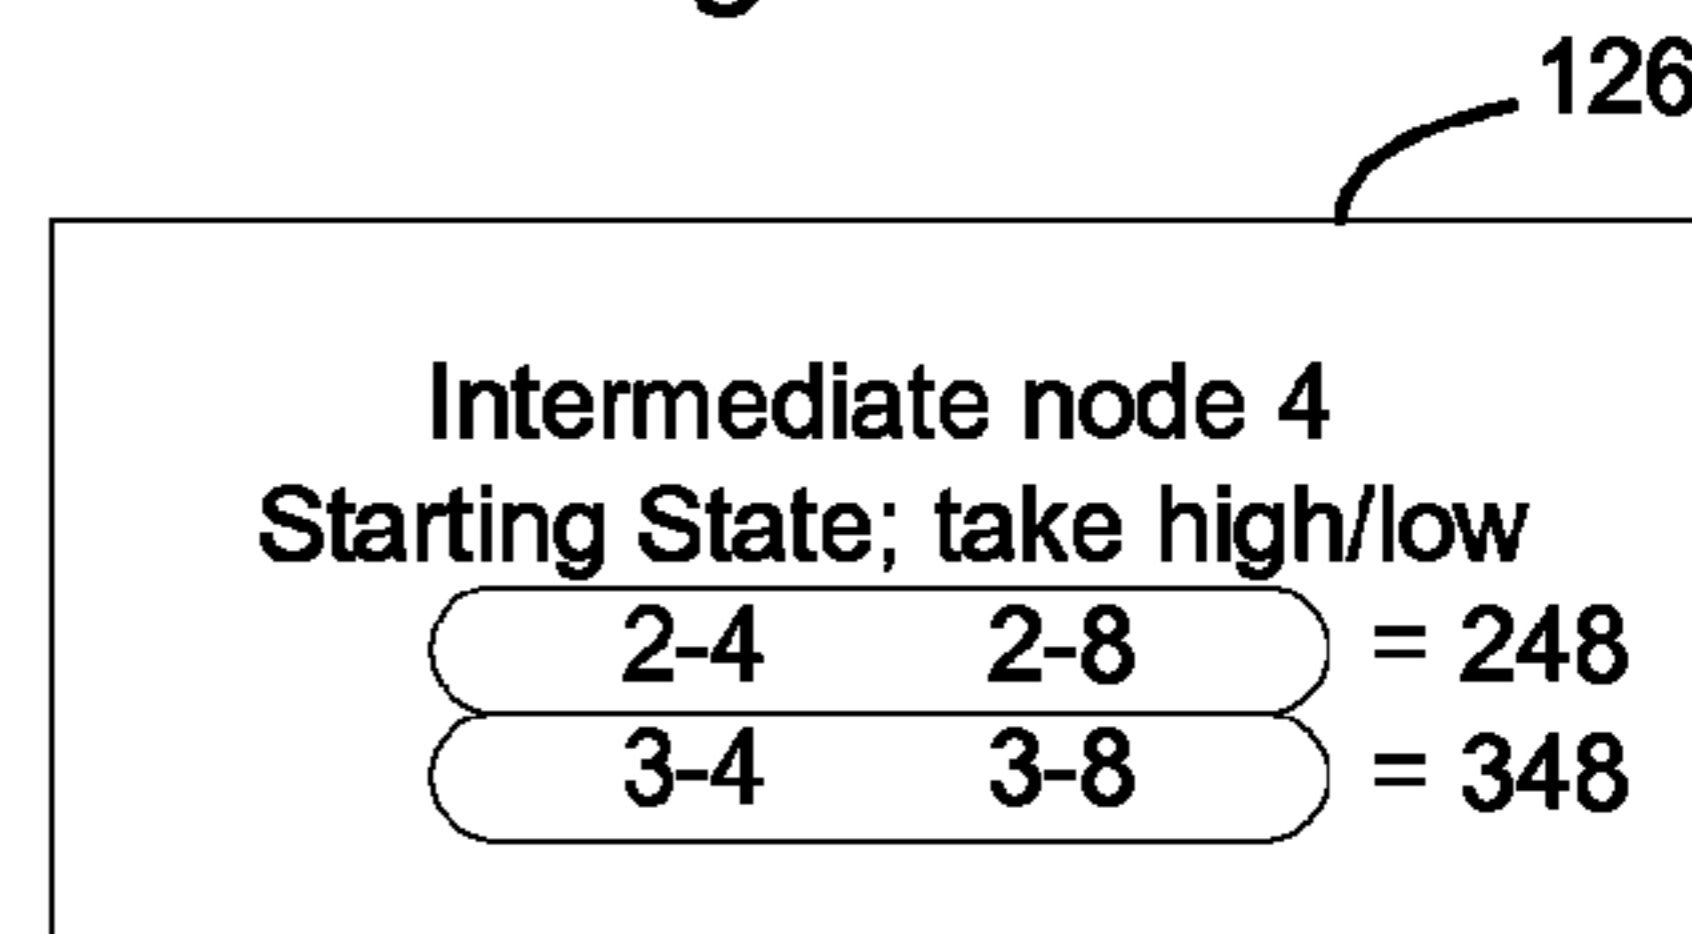 126
Intermediate node 4
Starting State; take high/low
2-4 2-8 = 248
3-4 3-8 = 348